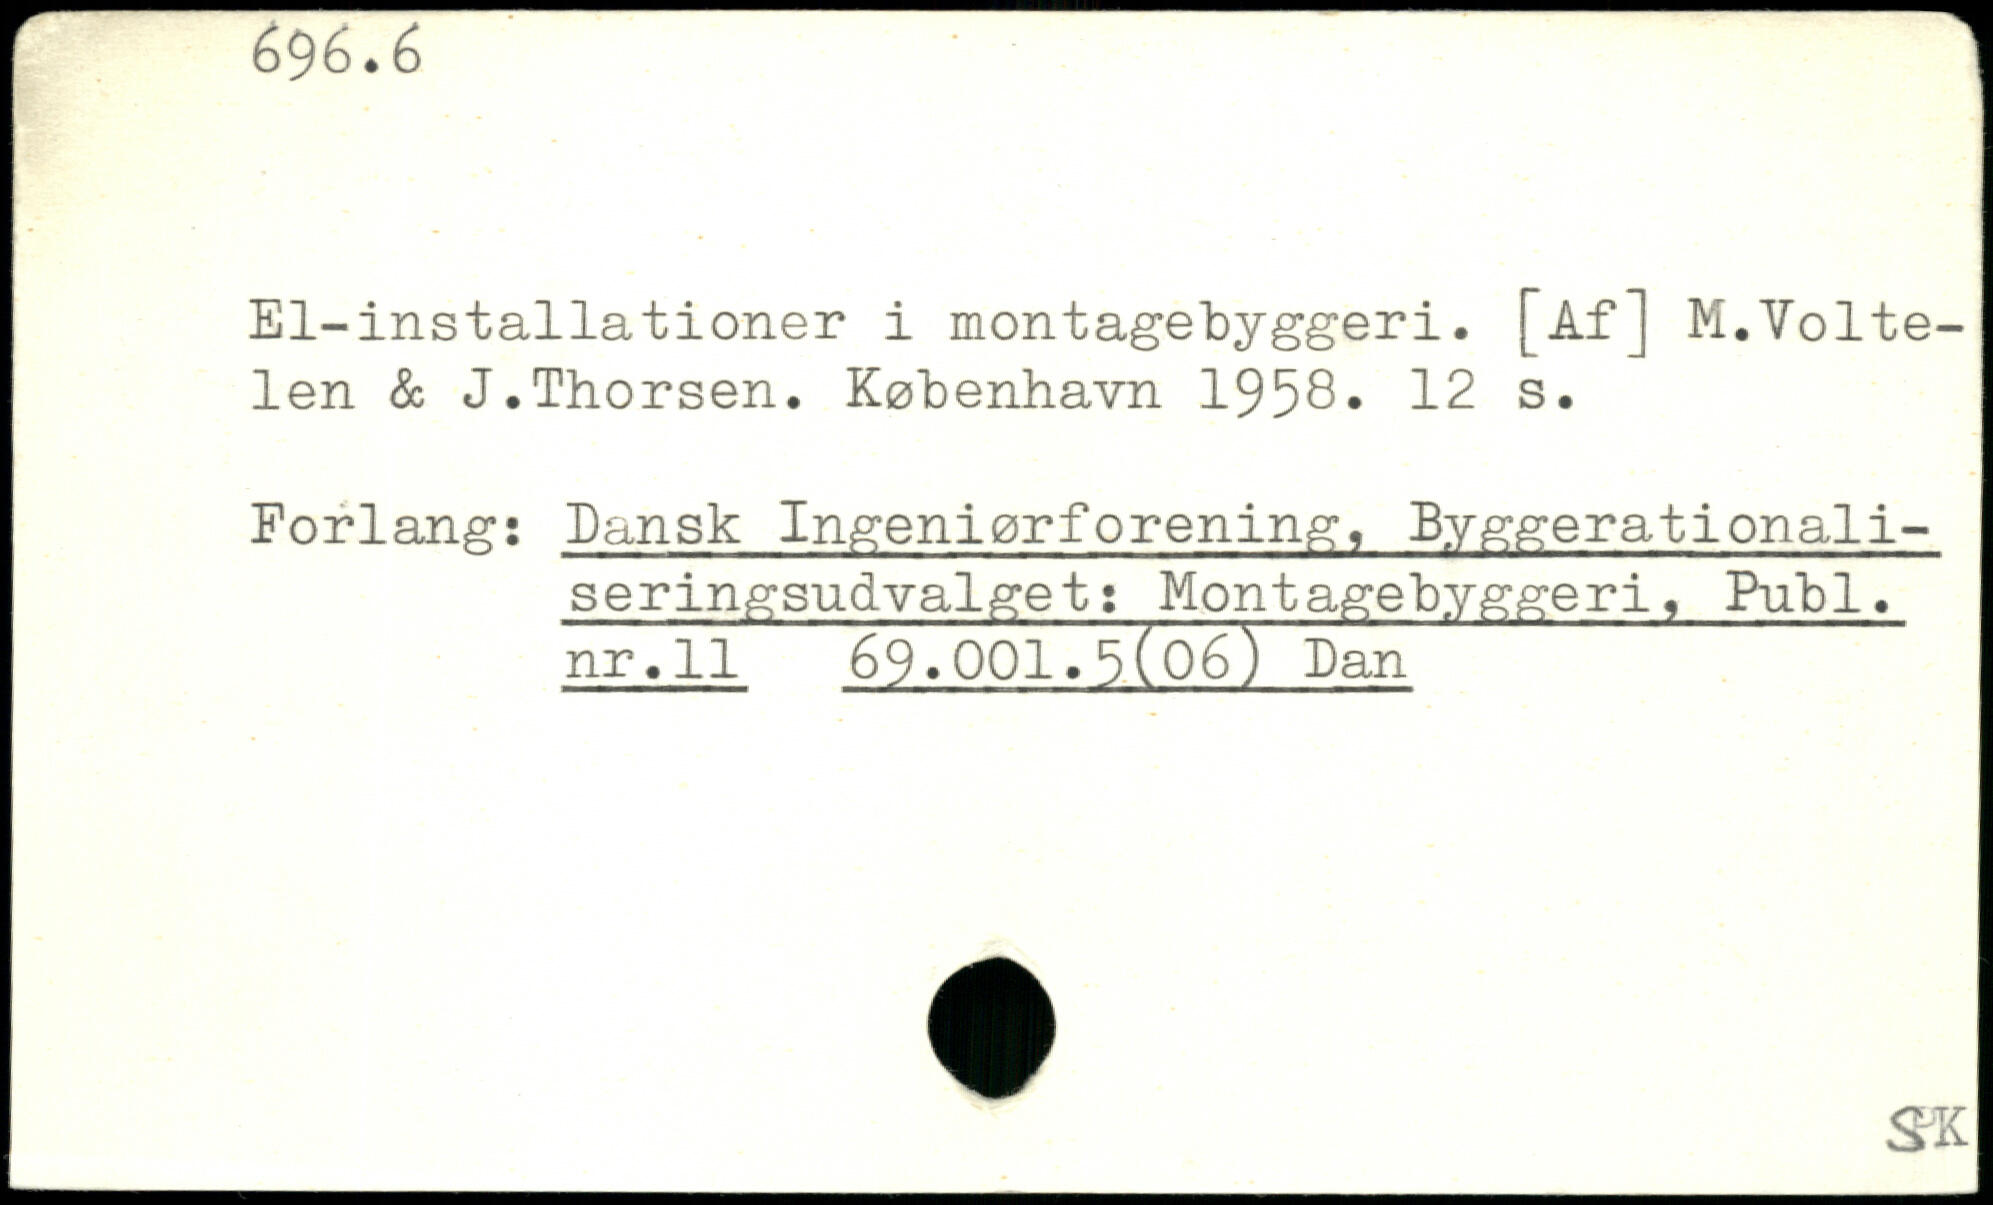 696.6
El-installationer i montagebyggeri. [Af] M.Volte-
len & J.Thorsen. København 1958. 12 s.
Forlang: Dansk Ingeniørforening, Byggerationali-
seringsudvalget: Montagebyggeri, Publ.
nr.11 69.001.5(06) Dan